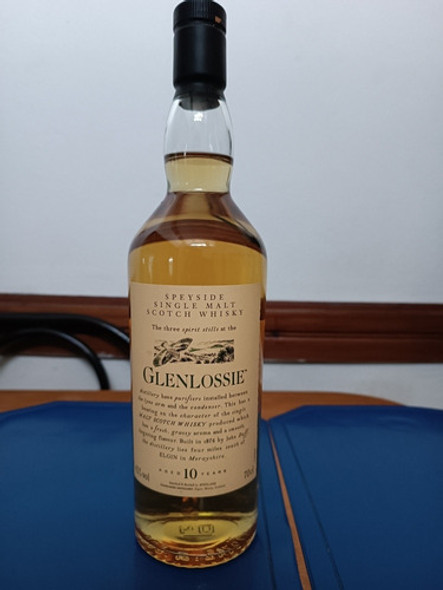 SPEYSIDE
SINGLE MALT
SCOTCH WHISKY
The three spirit stills at the
GLENLOSSIE
distillery have purifiers installed between
the lyne arm and the condenser. This has a
bearing on the character of the single
MALT SCOTCH WHISKY produced which
has a fresh, grassy aroma and a smooth,
lingering flavour. Built in 1876 by John Duff
the distillery lies four miles south of
ELGIN in Morayshire.
AGED 10 YEARS
70cl